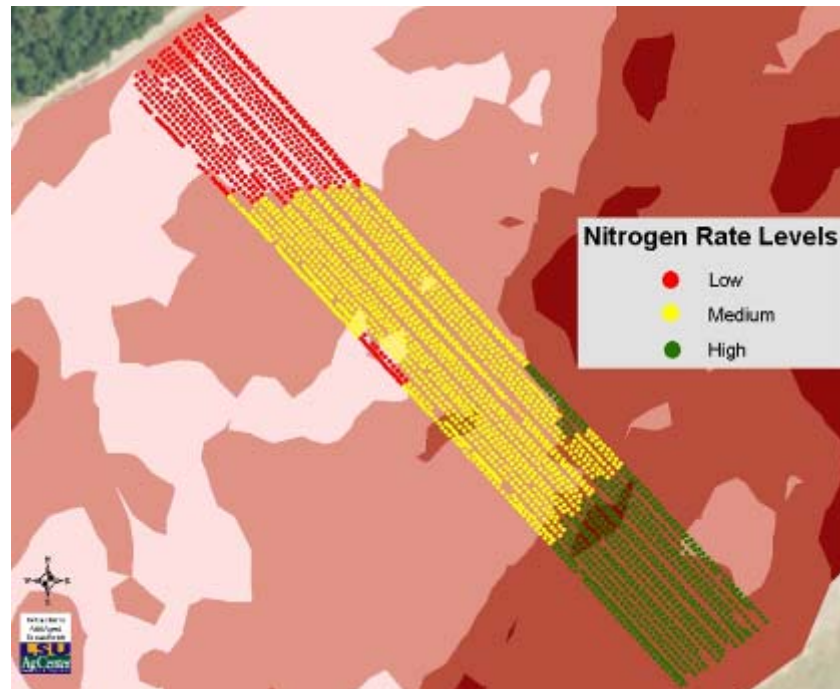 Nitrogen Rate Levels
Low
Medium
High
LSU
AgCenter